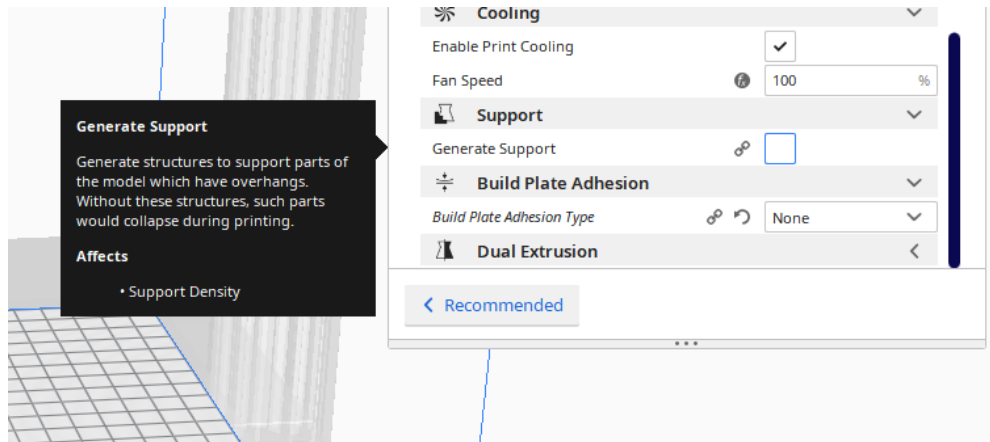 Cooling
Enable Print Cooling
Fan Speed
100
%
Support
Generate Support
Build Plate Adhesion
Build Plate Adhesion Type
None
Dual Extrusion
Recommended
Generate Support
Generate structures to support parts of
the model which have overhangs.
Without these structures, such parts
would collapse during printing.
Affects
• Support Density